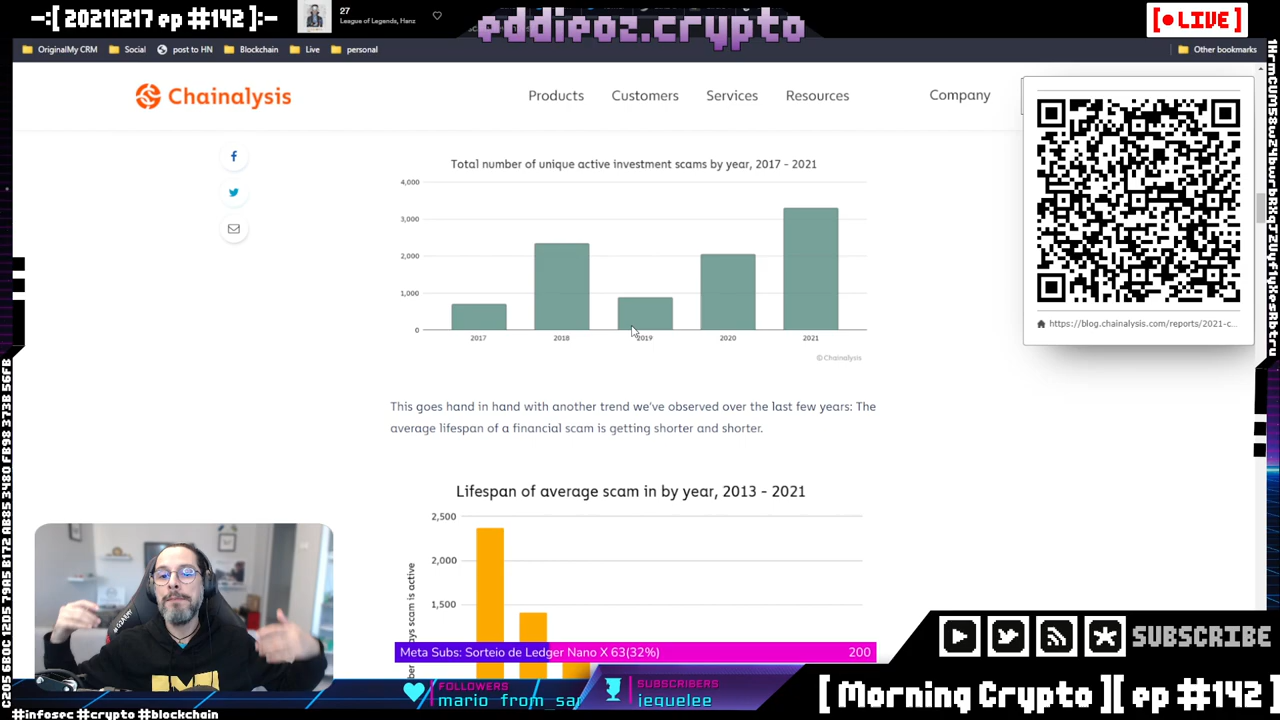 -:[ 20211217 ep #142 ]:-
27
League of Legends, Hanz
eddieoz.crypto
[ • LIVE ]
OriginalMy CRM
Social
post to HN
Blockchain
Live
personal
Other bookmarks
Chainalysis
Products
Customers
Services
Resources
Company
Total number of unique active investment scams by year, 2017 - 2021
4,000
3,000
2,000
1,000
0
2017
2018
2019
2020
2021
© Chainalysis
https://blog.chainalysis.com/reports/2021-c...
This goes hand in hand with another trend we've observed over the last few years: The
average lifespan of a financial scam is getting shorter and shorter.
Lifespan of average scam in by year, 2013 - 2021
2,500
2,000
1,500
ays scam is active
Meta Subs: Sorteio de Ledger Nano X 63(32%)
200
FOLLOWERS
mario_from_sa
SUBSCRIBERS
iequelee
SUBSCRIBE
[ Morning Crypto ][ ep #142 ]
#infosec #crypto #blockchain